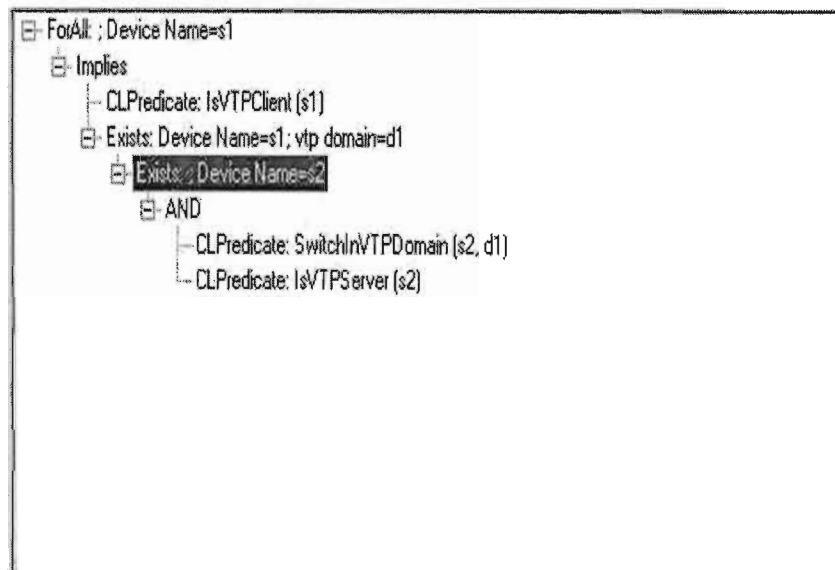 ForAll: ; Device Name=s1
Implies
CLPredicate: IsVTPClient (s1)
Exists: Device Name=s1; vtp domain=d1
Exists: ; Device Name=s2
AND
CLPredicate: SwitchInVTPDomain (s2, d1)
CLPredicate: IsVTPServer (s2)